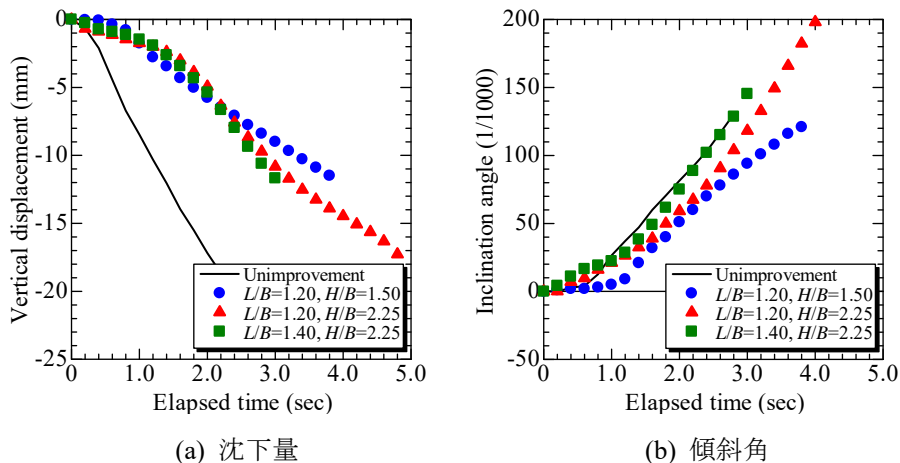 0
-5
-10
-15
-20
-25
Vertical displacement (mm)
Unimprovement
L/B=1.20, H/B=1.50
L/B=1.20, H/B=2.25
L/B=1.40, H/B=2.25
0 1.0 2.0 3.0 4.0 5.0
Elapsed time (sec)
(a) 沈下量
200
150
100
50
0
-50
Inclination angle (1/1000)
Unimprovement
L/B=1.20, H/B=1.50
L/B=1.20, H/B=2.25
L/B=1.40, H/B=2.25
0 1.0 2.0 3.0 4.0 5.0
Elapsed time (sec)
(b) 傾斜角